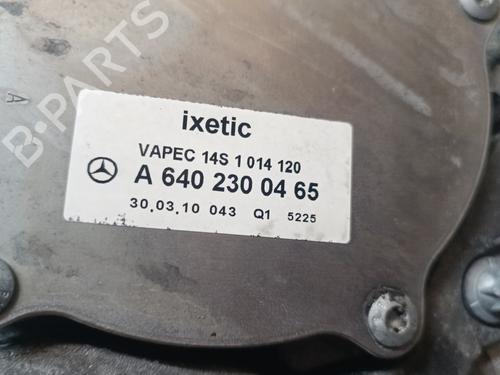 B-PARTS
A
ixetic
VAPEC 14S 1 014 120
A 640 230 04 65
30.03.10 043 Q1 5225